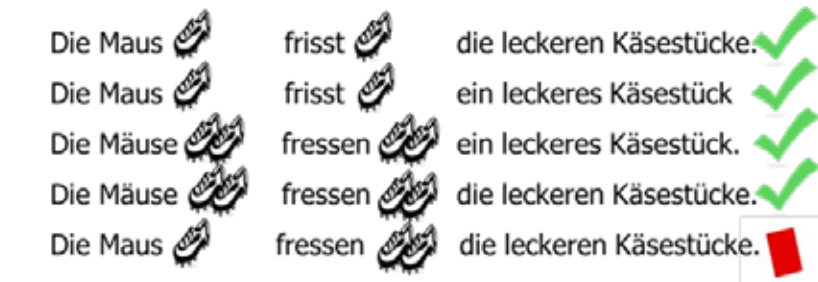 Die Maus frisst die leckeren Käsestücke.
Die Maus frisst ein leckeres Käsestück
Die Mäuse fressen ein leckeres Käsestück.
Die Mäuse fressen die leckeren Käsestücke.
Die Maus fressen die leckeren Käsestücke.